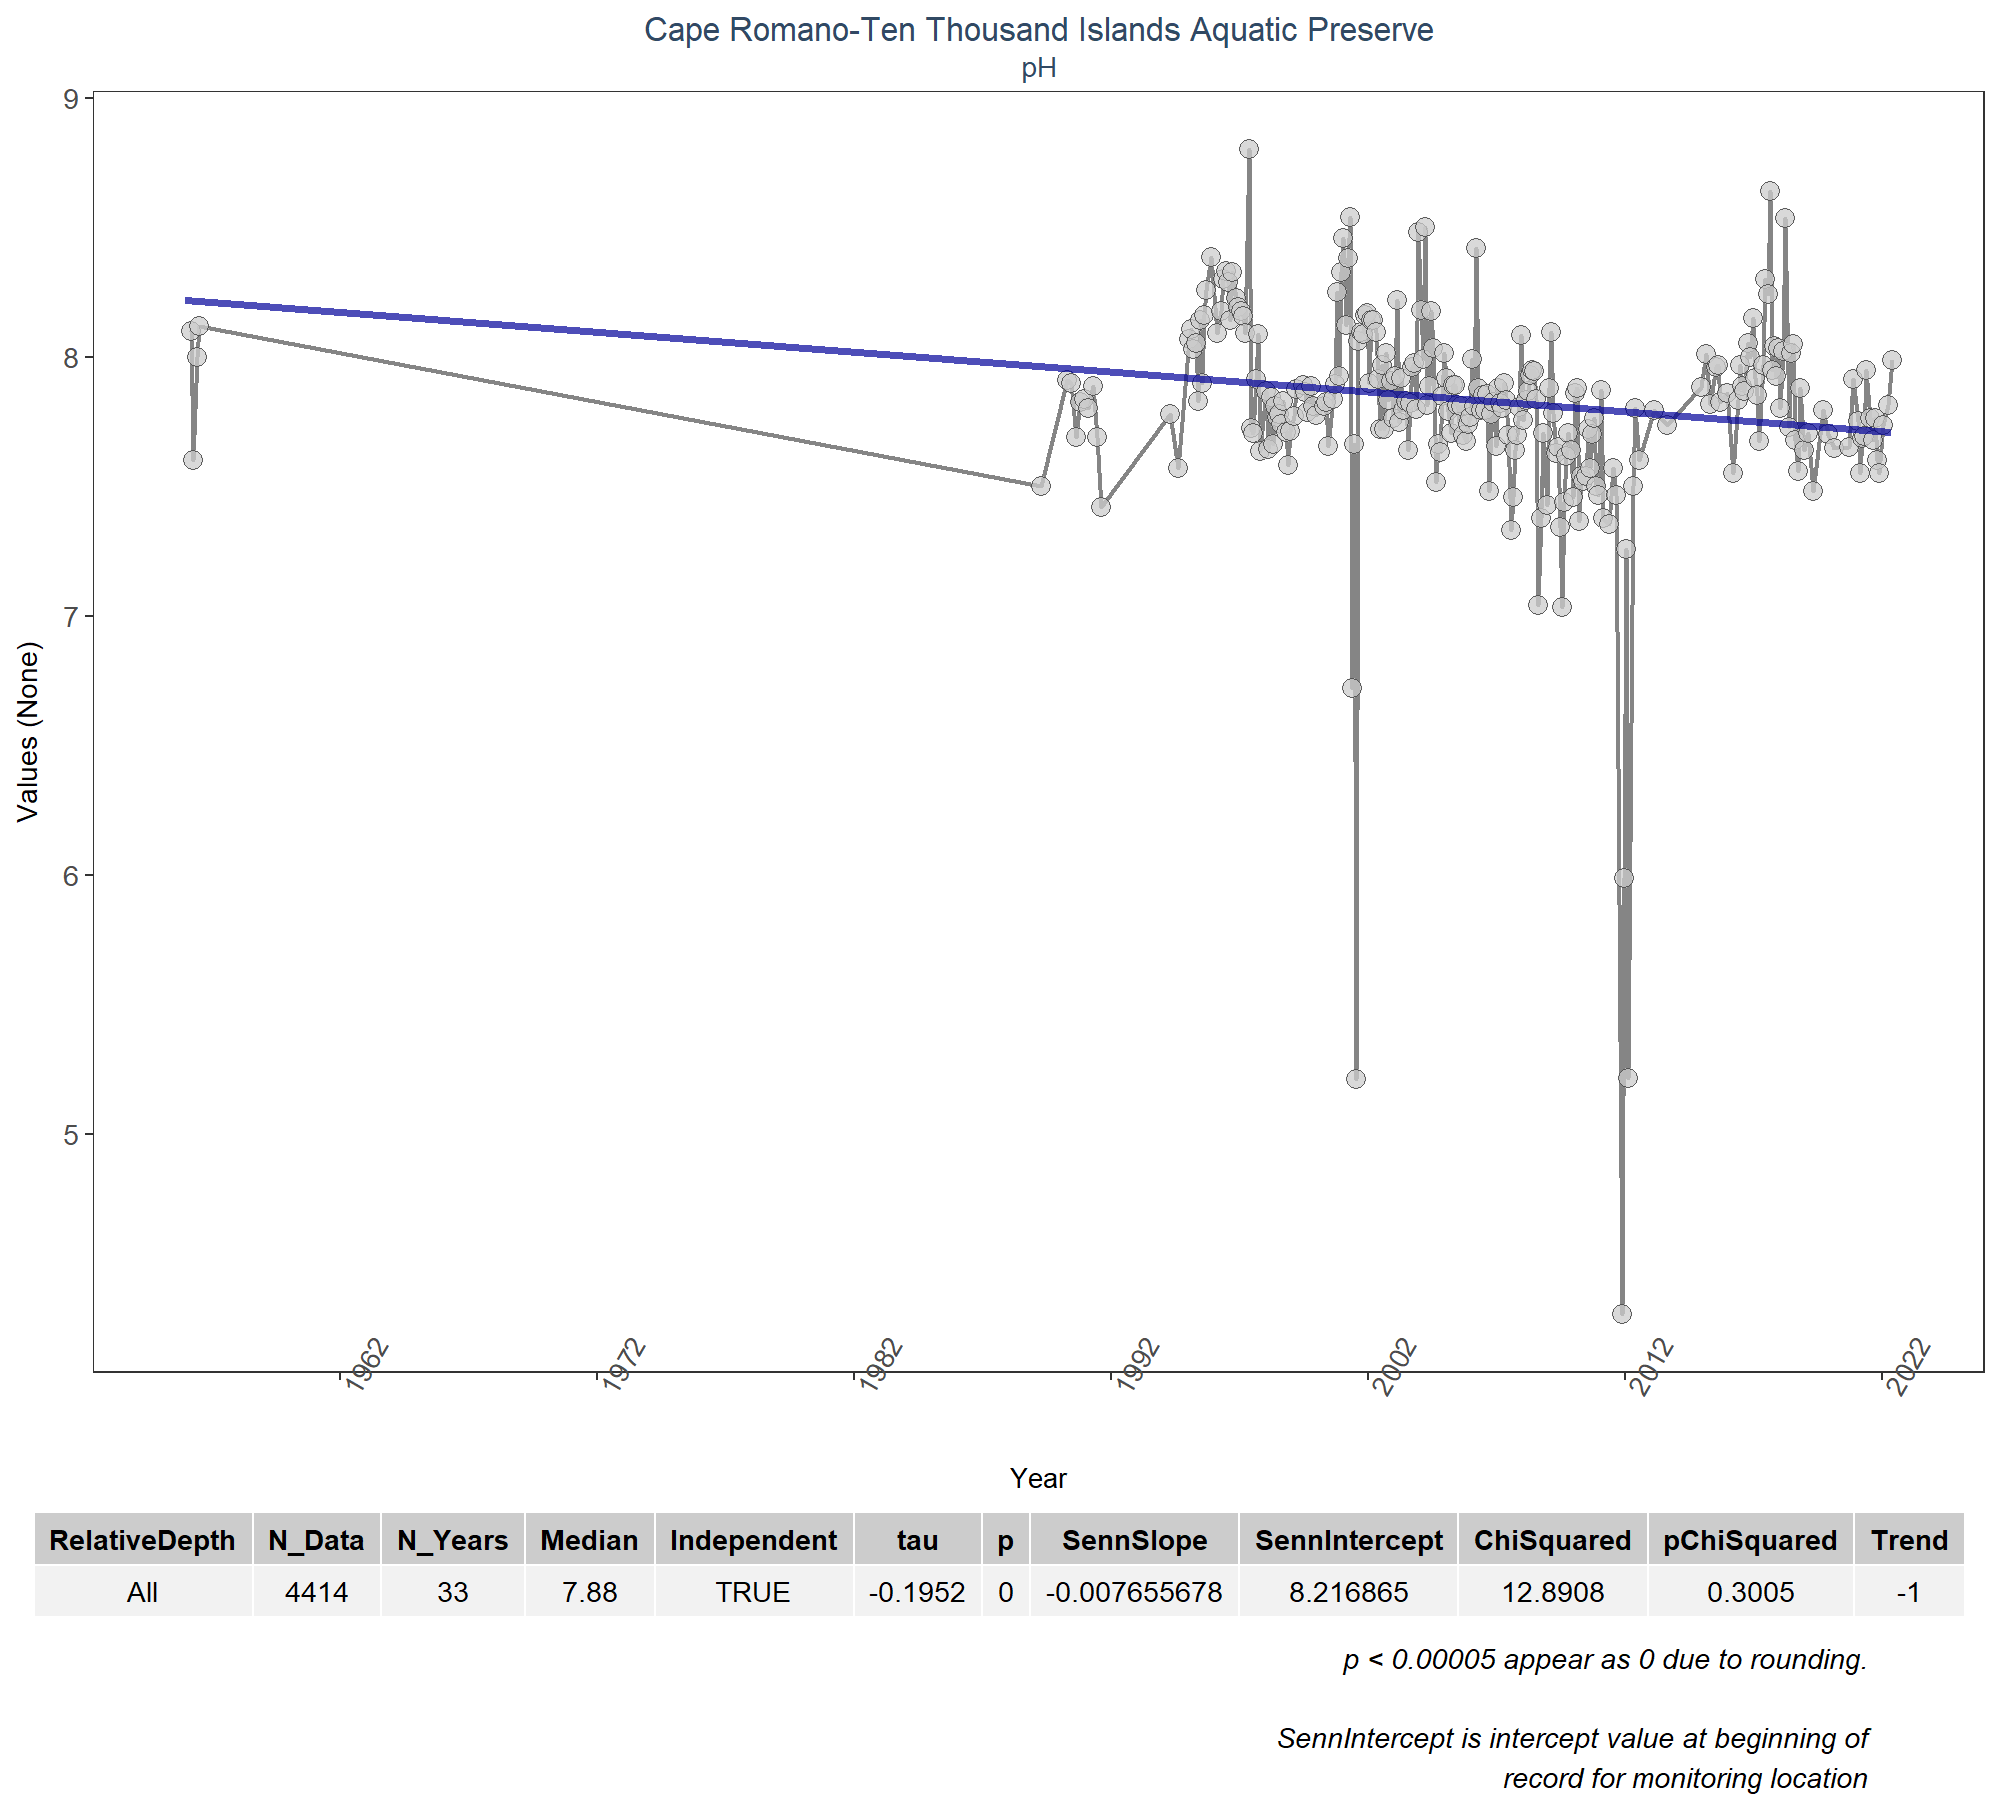 Cape Romano-Ten Thousand Islands Aquatic Preserve
pH
9
8
7
6
5
Values (None)
1962
1972
1982
1992
2002
2012
2022
Year
RelativeDepth N_Data N_Years Median Independent tau p SennSlope SennIntercept ChiSquared pChiSquared Trend
All 4414 33 7.88 TRUE -0.1952 0 -0.007655678 8.216865 12.8908 0.3005 -1
p < 0.00005 appear as 0 due to rounding.
SennIntercept is intercept value at beginning of
record for monitoring location